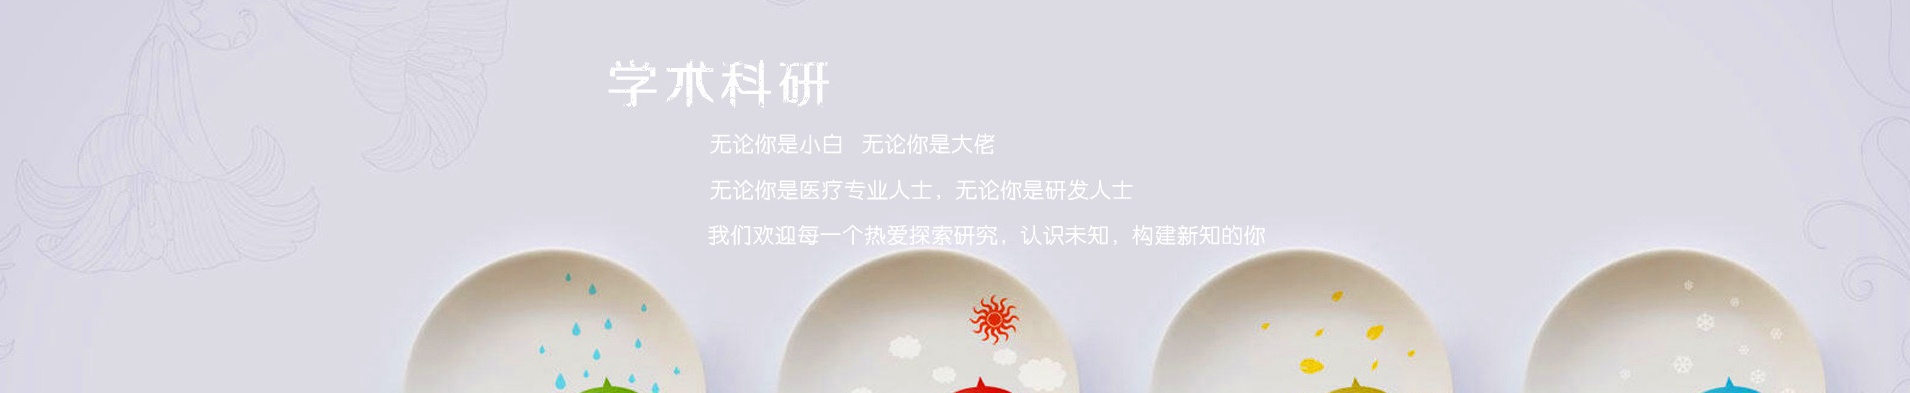 学术科研
无论你是小白 无论你是大佬
无论你是医疗专业人士，无论你是研发人士
我们欢迎每一个热爱探索研究，认识未知，构建新知的你